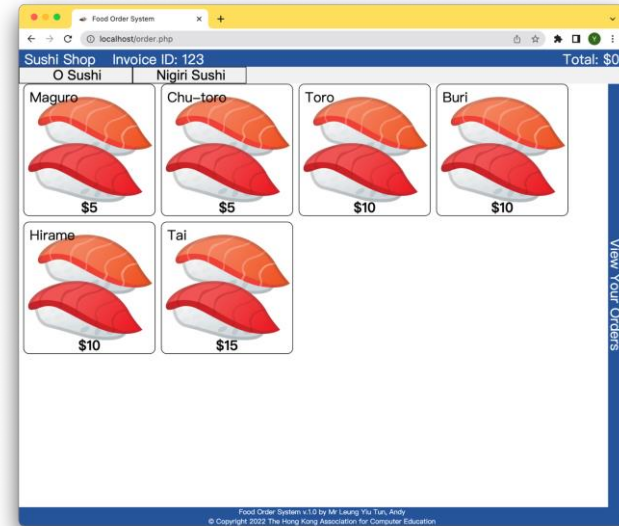 Food Order System
localhost/order.php
Y
Sushi Shop Invoice ID: 123 Total: $0
O Sushi Nigiri Sushi
Maguro Chu-toro Toro Buri
$5 $5 $10 $10
Hirame Tai
$10 $15
View Your Orders
Food Order System v.1.0 by Mr Leung Yiu Tun, Andy
© Copyright 2022 The Hong Kong Association for Computer Education